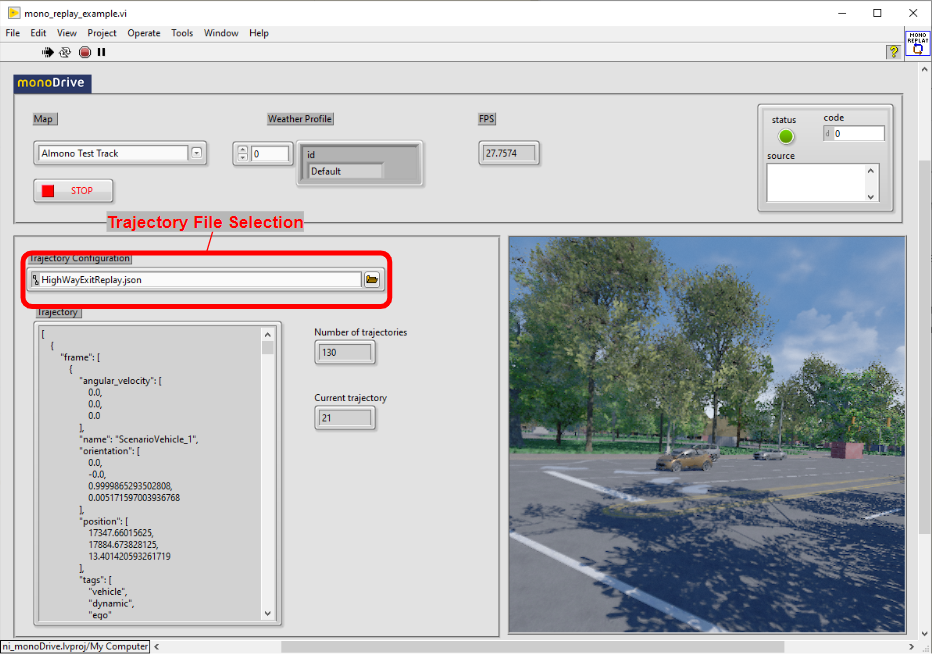 mono_replay_example.vi
File Edit View Project Operate Tools Window Help
?
MONO
REPLAY
monoDrive
Map
Weather Profile
FPS
status
code
Almono Test Track
0
id
Default
27.7574
d 0
source
STOP
Trajectory File Selection
Trajectory Configuration
HighWayExitReplay.json
Trajectory
[
{
"frame": [
{
"angular_velocity": [
0.0,
0.0,
0.0
],
"name": "ScenarioVehicle_1",
"orientation": [
0.0,
-0.0,
0.9999865293502808,
0.005171597003936768
],
"position": [
17347.66015625,
17884.673828125,
13.401420593261719
],
"tags": [
"vehicle",
"dynamic",
"ego"
Number of trajectories
130
Current trajectory
21
ni_monoDrive.lvproj/My Computer